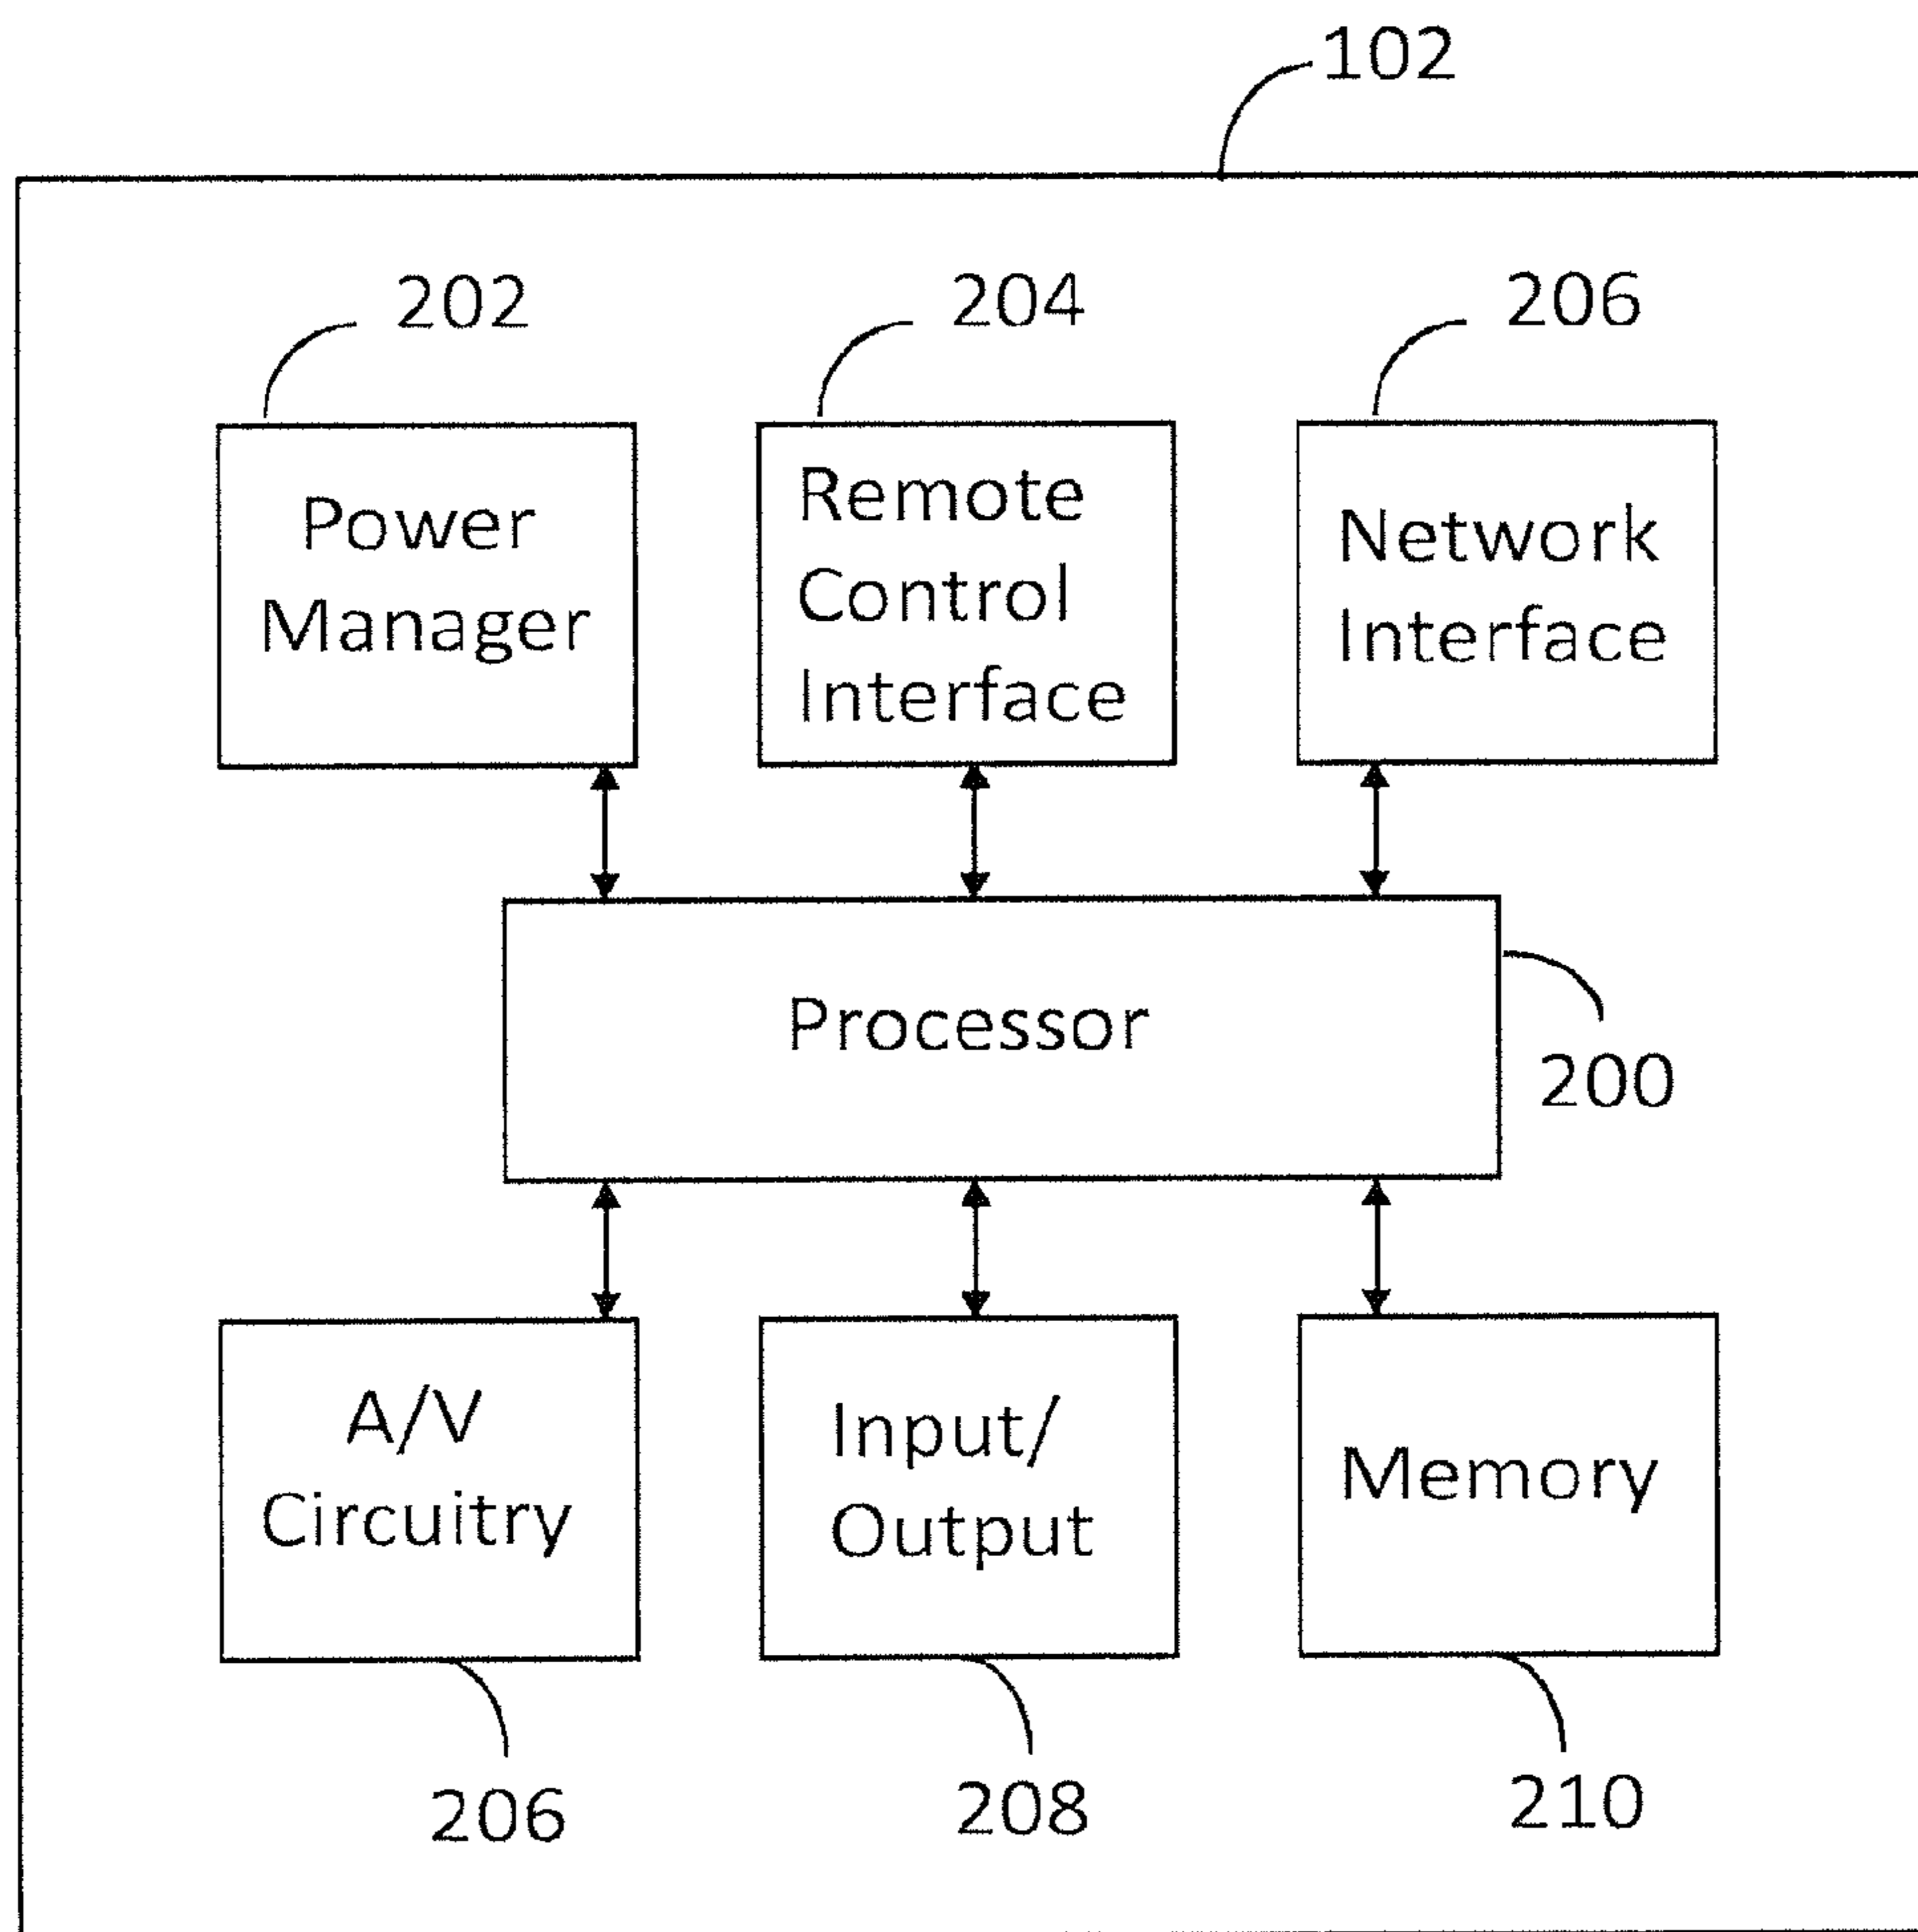 102
202
204
206
Power
Manager
Remote
Control
Interface
Network
Interface
Processor
200
A/V
Circuitry
Input/
Output
Memory
206
208
210